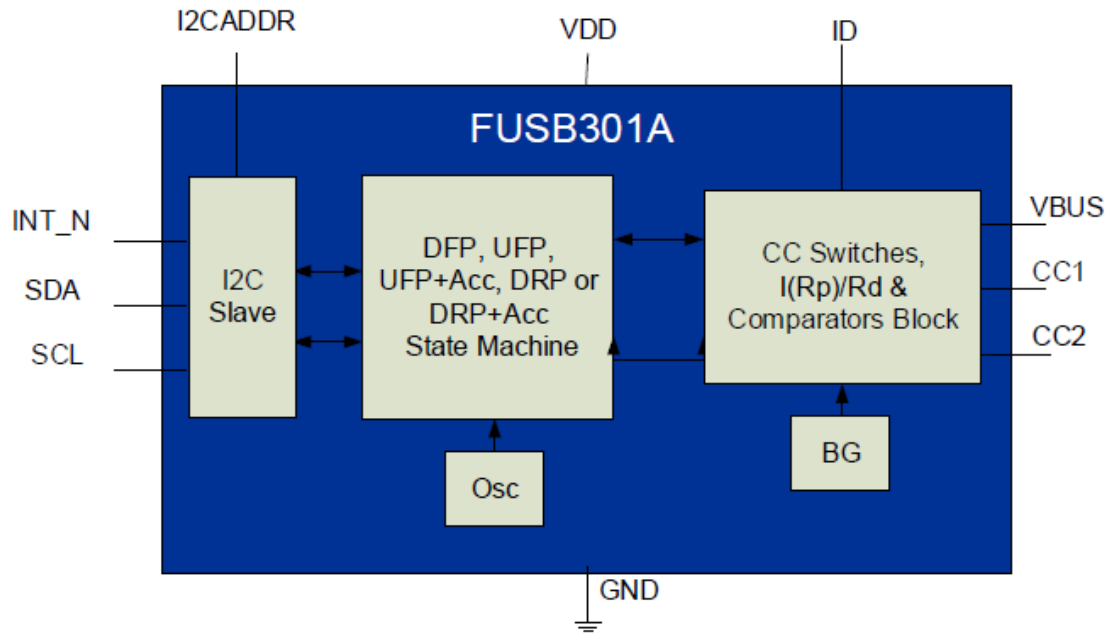 I2CADDR
VDD
ID
FUSB301A
INT_N
SDA
SCL
I2C
Slave
DFP, UFP,
UFP+Acc, DRP or
DRP+Acc
State Machine
CC Switches,
I(Rp)/Rd &
Comparators Block
VBUS
CC1
CC2
Osc
BG
GND